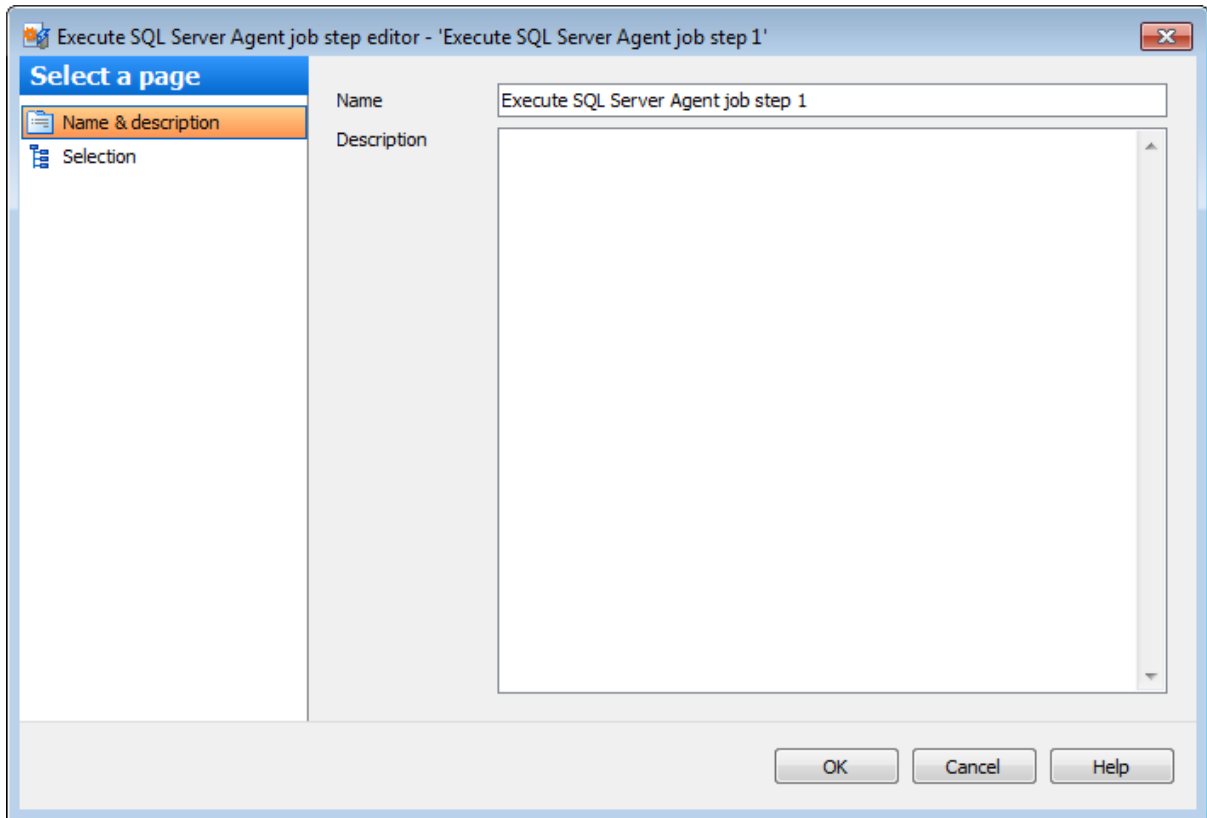 Execute SQL Server Agent job step editor - 'Execute SQL Server Agent job step 1'
Select a page
Name & description
Selection
Name
Execute SQL Server Agent job step 1
Description
OK
Cancel
Help